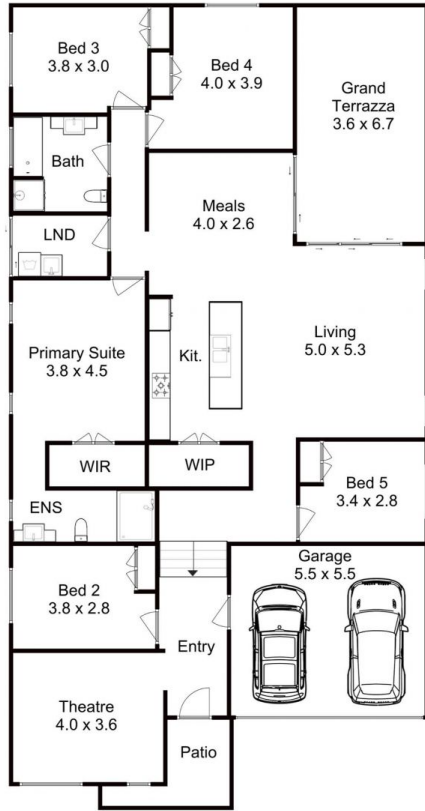 Bed 3
3.8 x 3.0
Bed 4
4.0 x 3.9
Grand
Terrazza
3.6 x 6.7
Bath
Meals
4.0 x 2.6
LND
Primary Suite
3.8 x 4.5
Kit.
Living
5.0 x 5.3
WIR
WIP
Bed 5
3.4 x 2.8
ENS
Bed 2
3.8 x 2.8
Garage
5.5 x 5.5
Entry
Theatre
4.0 x 3.6
Patio